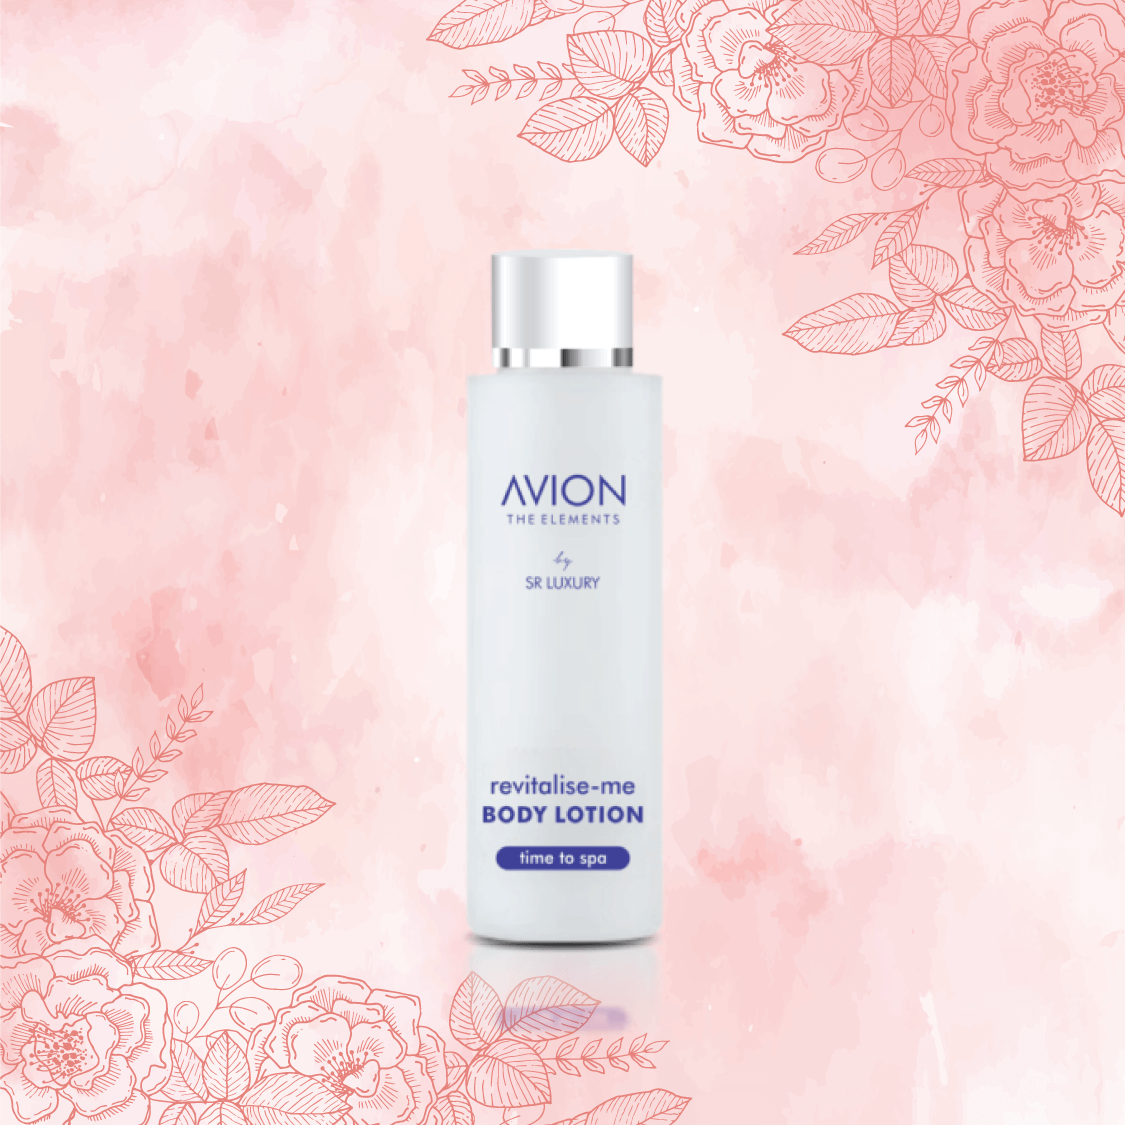 AVION
THE ELEMENTS
by
SR LUXURY
revitalise-me
BODY LOTION
time to spa